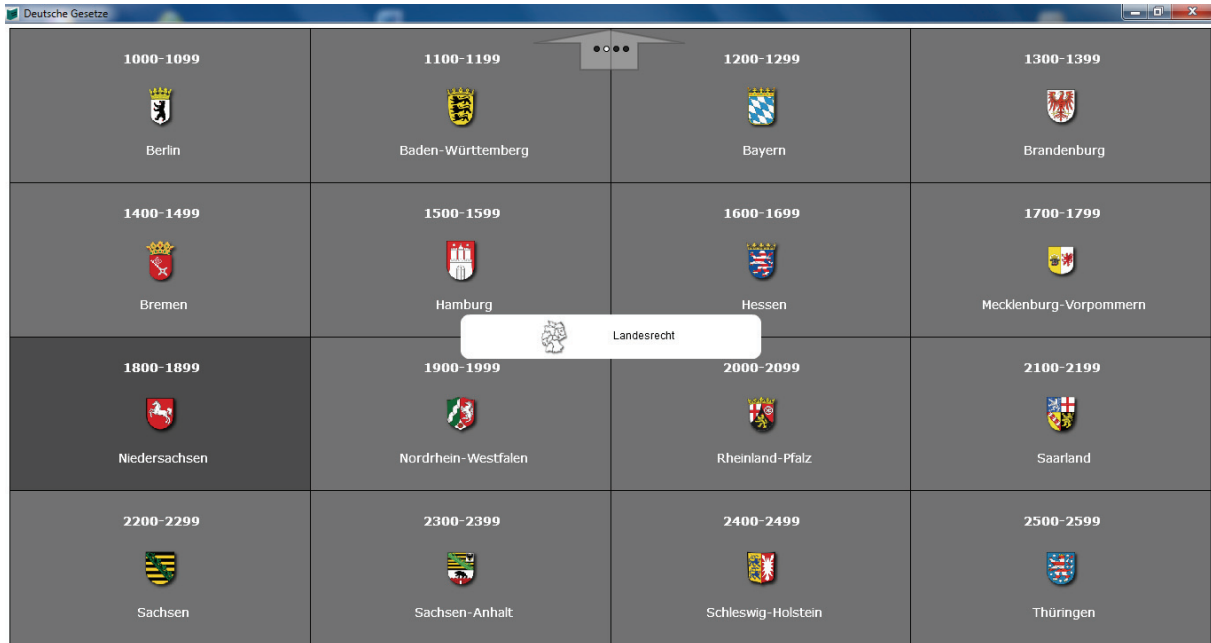 Deutsche Gesetze
1000-1099
1100-1199
1200-1299
1300-1399
Berlin
Baden-Württemberg
Bayern
Brandenburg
1400-1499
1500-1599
1600-1699
1700-1799
Bremen
Hamburg
Hessen
Mecklenburg-Vorpommern
Landesrecht
1800-1899
1900-1999
2000-2099
2100-2199
Niedersachsen
Nordrhein-Westfalen
Rheinland-Pfalz
Saarland
2200-2299
2300-2399
2400-2499
2500-2599
Sachsen
Sachsen-Anhalt
Schleswig-Holstein
Thüringen